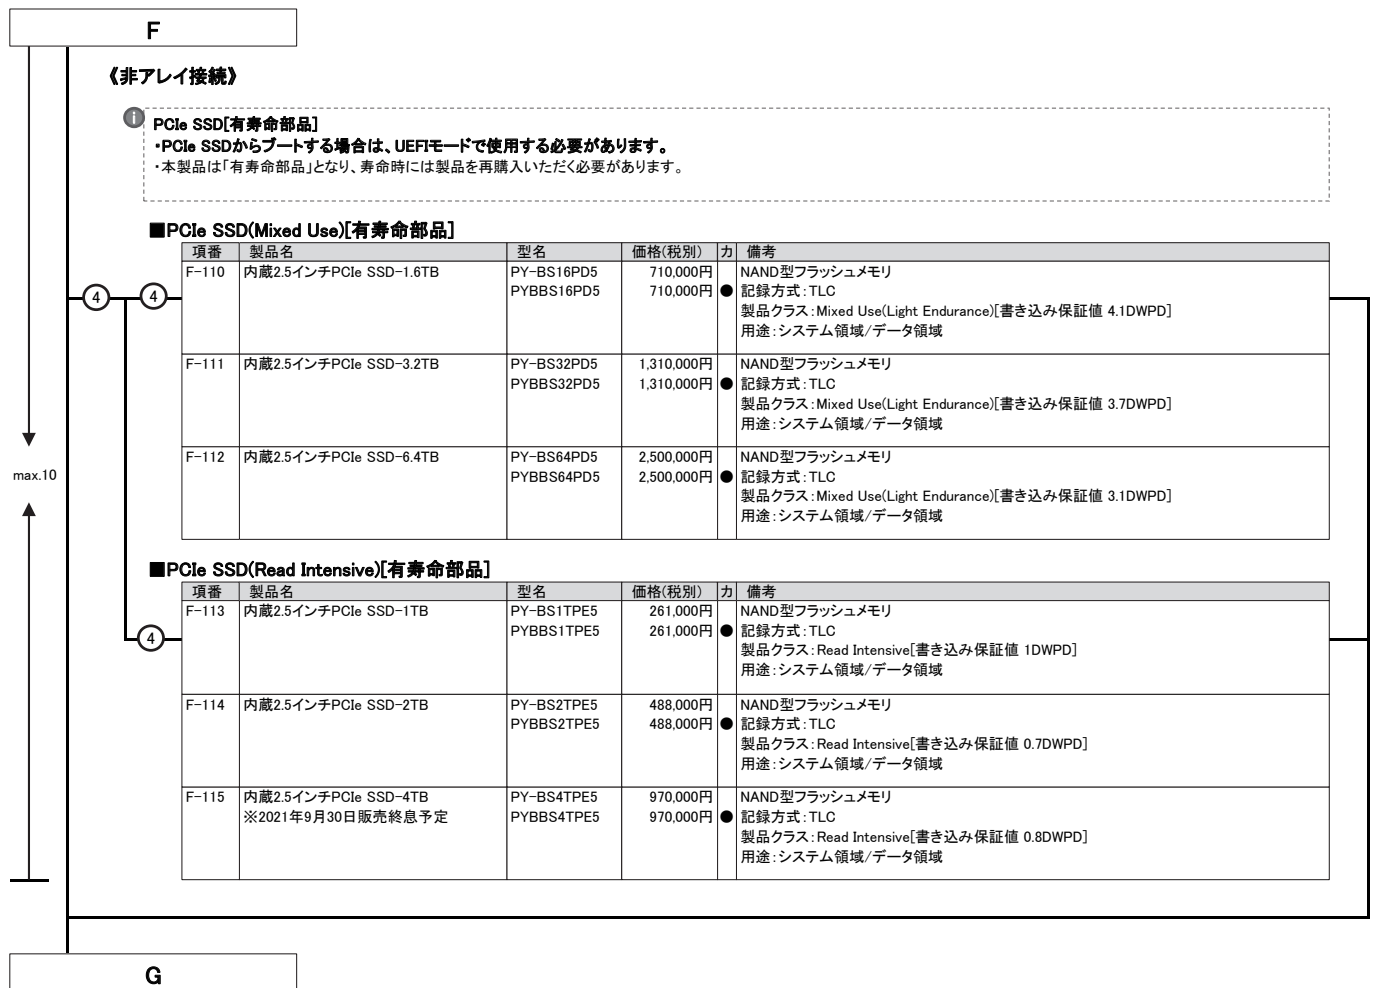 F
《非アレイ接続》
i
PCIe SSD[有寿命部品]
・PCIe SSDからブートする場合は、UEFIモードで使用する必要があります。
・本製品は「有寿命部品」となり、寿命時には製品を再購入いただく必要があります。
■PCIe SSD(Mixed Use)[有寿命部品]
項番 製品名 型名 価格(税別) カ 備考
F-110 内蔵2.5インチPCIe SSD-1.6TB PY-BS16PD5 710,000円 NAND型フラッシュメモリ
PYBBS16PD5 710,000円 ● 記録方式:TLC
製品クラス:Mixed Use(Light Endurance)[書き込み保証値 4.1DWPD]
用途:システム領域/データ領域
4 4
F-111 内蔵2.5インチPCIe SSD-3.2TB PY-BS32PD5 1,310,000円 NAND型フラッシュメモリ
PYBBS32PD5 1,310,000円 ● 記録方式:TLC
製品クラス:Mixed Use(Light Endurance)[書き込み保証値 3.7DWPD]
用途:システム領域/データ領域
F-112 内蔵2.5インチPCIe SSD-6.4TB PY-BS64PD5 2,500,000円 NAND型フラッシュメモリ
PYBBS64PD5 2,500,000円 ● 記録方式:TLC
製品クラス:Mixed Use(Light Endurance)[書き込み保証値 3.1DWPD]
用途:システム領域/データ領域
max.10
■PCIe SSD(Read Intensive)[有寿命部品]
項番 製品名 型名 価格(税別) カ 備考
F-113 内蔵2.5インチPCIe SSD-1TB PY-BS1TPE5 261,000円 NAND型フラッシュメモリ
PYBBS1TPE5 261,000円 ● 記録方式:TLC
製品クラス:Read Intensive[書き込み保証値 1DWPD]
用途:システム領域/データ領域
4
F-114 内蔵2.5インチPCIe SSD-2TB PY-BS2TPE5 488,000円 NAND型フラッシュメモリ
PYBBS2TPE5 488,000円 ● 記録方式:TLC
製品クラス:Read Intensive[書き込み保証値 0.7DWPD]
用途:システム領域/データ領域
F-115 内蔵2.5インチPCIe SSD-4TB PY-BS4TPE5 970,000円 NAND型フラッシュメモリ
※2021年9月30日販売終息予定 PYBBS4TPE5 970,000円 ● 記録方式:TLC
製品クラス:Read Intensive[書き込み保証値 0.8DWPD]
用途:システム領域/データ領域
G